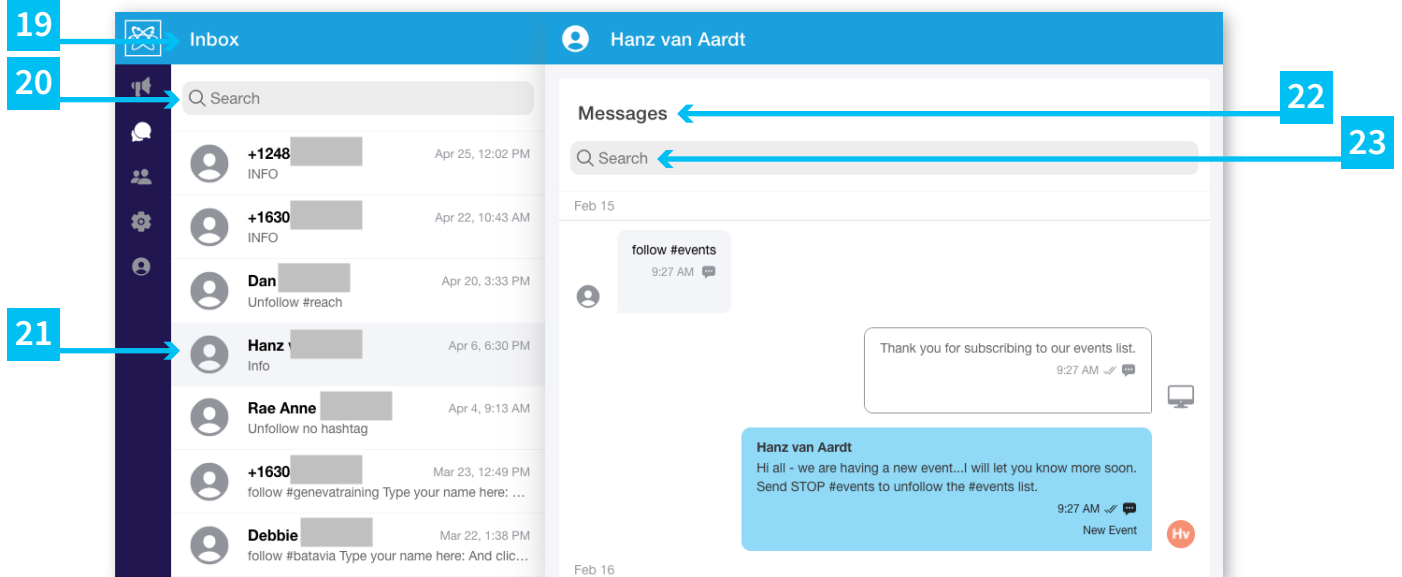 19
Inbox
Hanz van Aardt
20
Search
22
Messages
23
Search
+1248
Apr 25, 12:02 PM
INFO
+1630
Apr 22, 10:43 AM
INFO
Dan
Apr 20, 3:33 PM
Unfollow #reach
21
Hanz
Apr 6, 6:30 PM
Info
Rae Anne
Apr 4, 9:13 AM
Unfollow no hashtag
+1630
Mar 23, 12:49 PM
follow #genevatraining Type your name here: ...
Debbie
Mar 22, 1:38 PM
follow #batavia Type your name here: And clic...
Feb 15
follow #events
9:27 AM
Thank you for subscribing to our events list.
9:27 AM
Hanz van Aardt
Hi all - we are having a new event...I will let you know more soon.
Send STOP #events to unfollow the #events list.
9:27 AM
New Event
Hv
Feb 16